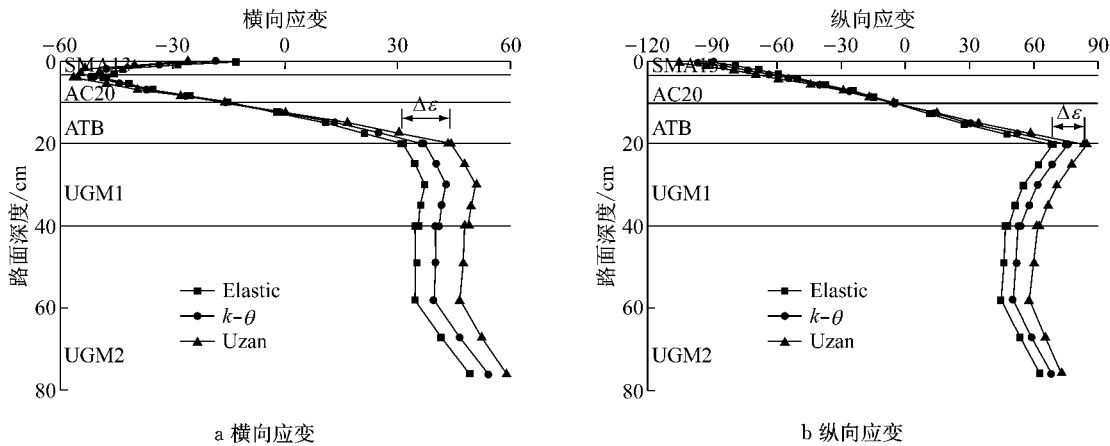 横向应变
-60 -26 0 30 60
0
20
40
60
80
路面深度/cm
SMA13
AC20
ATB
UGM1
UGM2
Δε
Elastic
k-θ
Uzan
a 横向应变
纵向应变
-120 -90 -60 -30 0 30 60 90
0
20
40
60
80
路面深度/cm
SMA13
AC20
ATB
UGM1
UGM2
Δε
Elastic
k-θ
Uzan
b 纵向应变